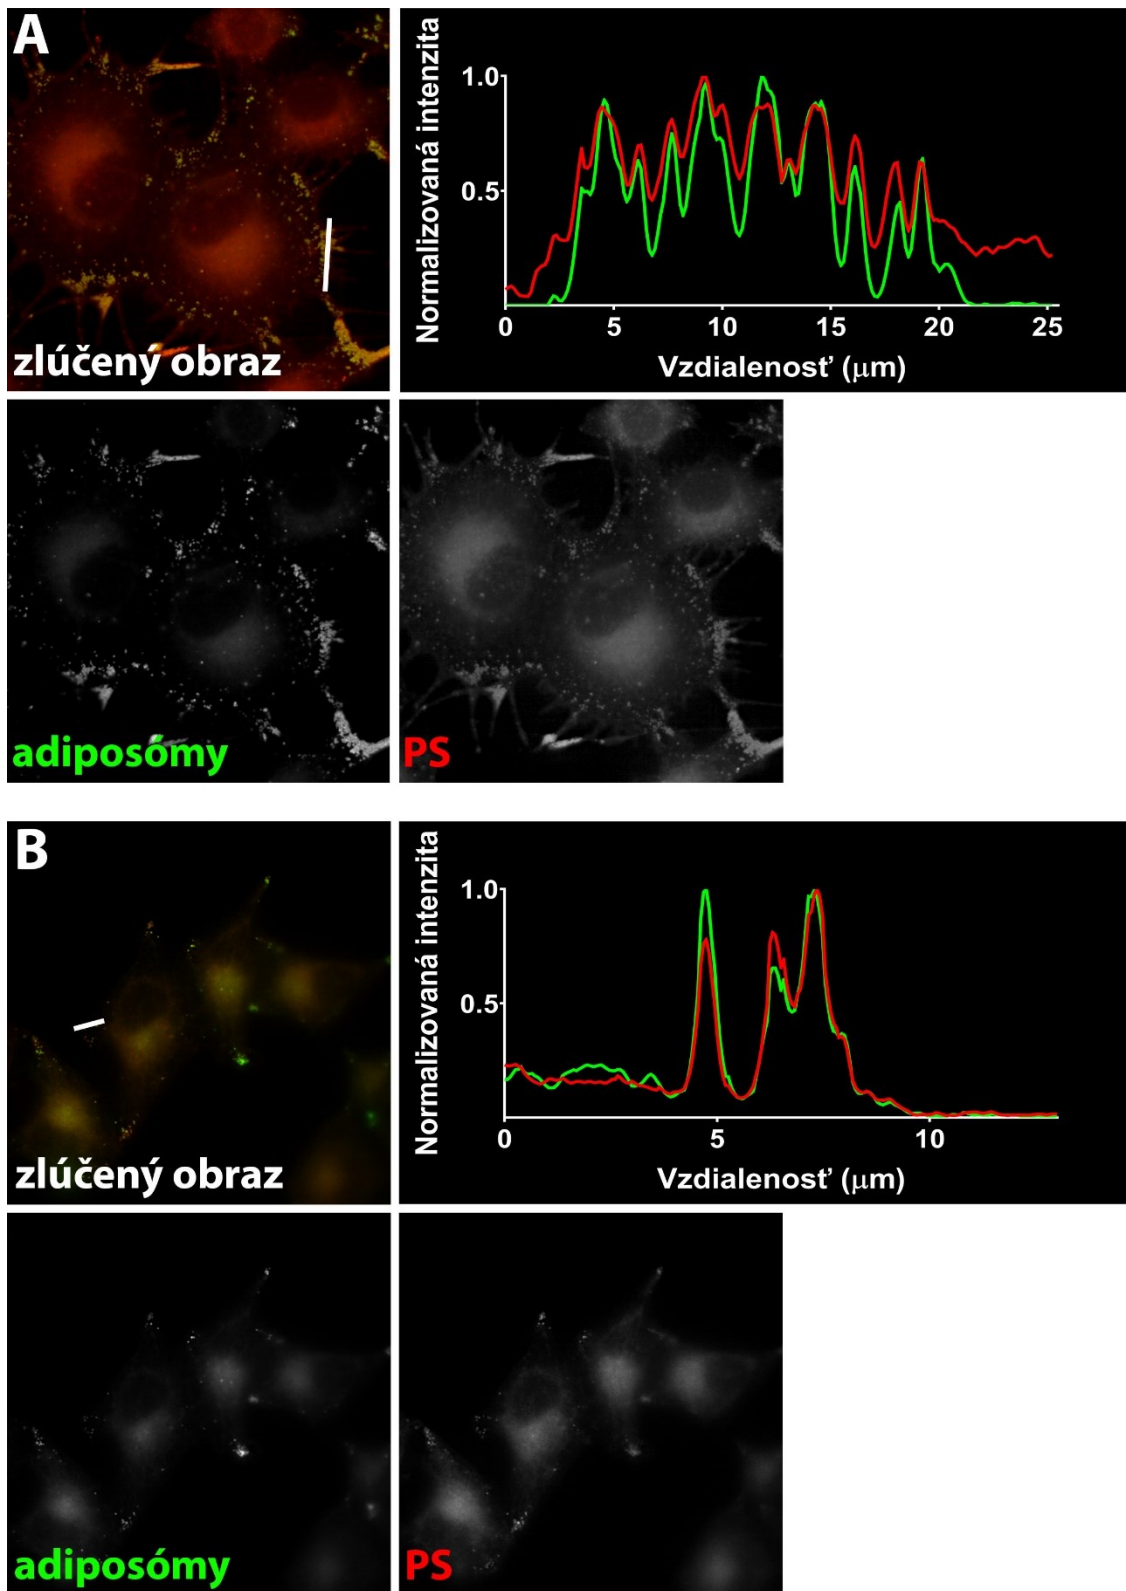 A
zlúčený obraz
Normalizovaná intenzita
1.0
0.5
0 5 10 15 20 25
Vzdialenosť (μm)
adiposómy
PS
B
zlúčený obraz
Normalizovaná intenzita
1.0
0.5
0 5 10
Vzdialenosť (μm)
adiposómy
PS